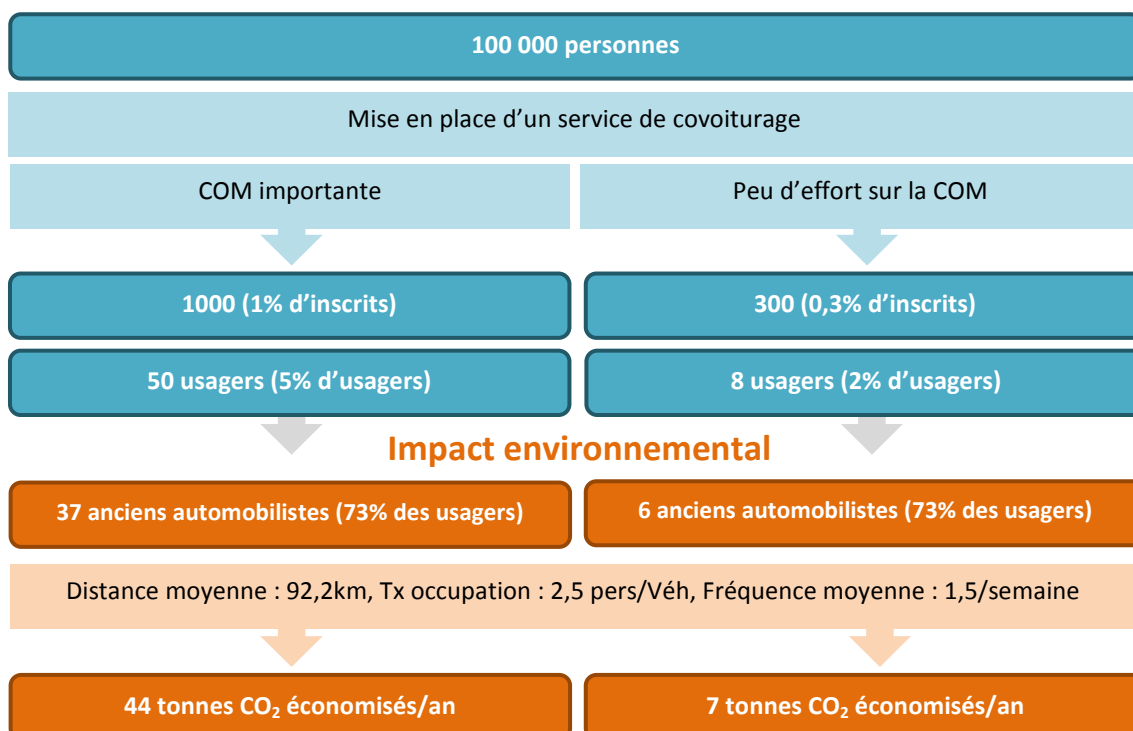 100 000 personnes
Mise en place d’un service de covoiturage
COM importante
Peu d’effort sur la COM
1000 (1% d’inscrits)
300 (0,3% d’inscrits)
50 usagers (5% d’usagers)
8 usagers (2% d’usagers)
Impact environnemental
37 anciens automobilistes (73% des usagers)
6 anciens automobilistes (73% des usagers)
Distance moyenne : 92,2km, Tx occupation : 2,5 pers/Véh, Fréquence moyenne : 1,5/semaine
44 tonnes CO₂ économisés/an
7 tonnes CO₂ économisés/an